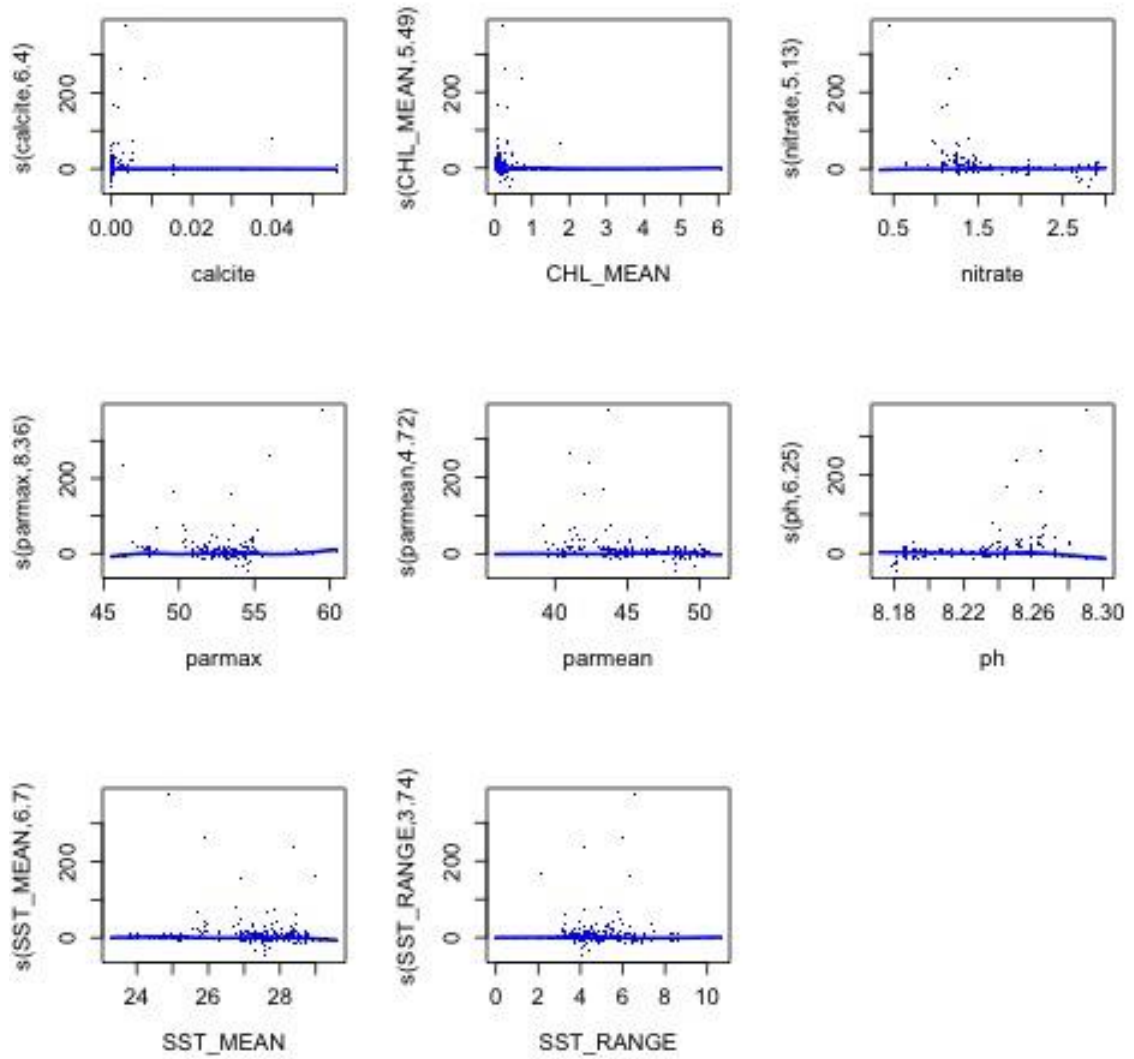 s(calcite,6.4)
200
0
0.00 0.02 0.04
calcite
s(CHL_MEAN,5.49)
200
0
0 1 2 3 4 5 6
CHL_MEAN
s(nitrate,5.13)
200
0
0.5 1.0 1.5 2.5
nitrate
s(parmax,8.36)
200
0
45 50 55 60
parmax
s(parmean,4.72)
200
0
40 45 50
parmean
s(ph,6.25)
200
0
8.18 8.22 8.26 8.30
ph
s(SST_MEAN,6.7)
200
0
24 26 28
SST_MEAN
s(SST_RANGE,3.74)
200
0
0 2 4 6 8 10
SST_RANGE